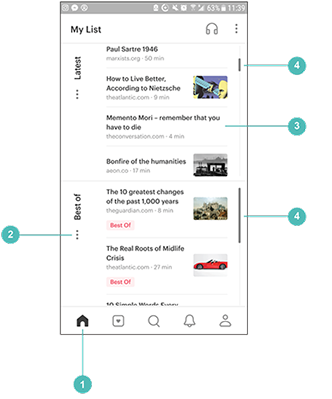 63% 11:39
My List
Latest
Paul Sartre 1946
marxists.org · 50 min
How to Live Better,
According to Nietzsche
theatlantic.com · 9 min
Memento Mori – remember that you
have to die
theconversation.com · 4 min
Bonfire of the humanities
aeon.co · 17 min
Best of
The 10 greatest changes
of the past 1,000 years
theguardian.com · 6 min
Best Of
The Real Roots of Midlife
Crisis
theatlantic.com · 27 min
Best Of
10 Simple Words Every
4
3
4
2
1